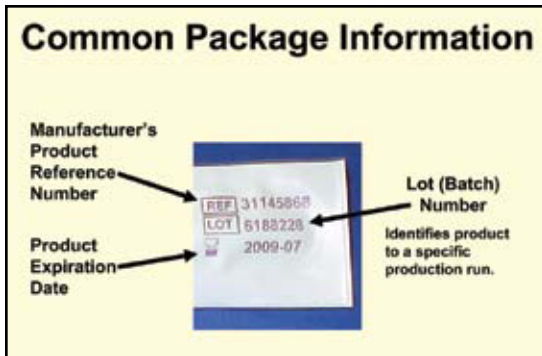 Common Package Information
Manufacturer's
Product
Reference
Number
REF 31145868
LOT 6188228
2009-07
Lot (Batch)
Number
Identifies product
to a specific
production run.
Product
Expiration
Date